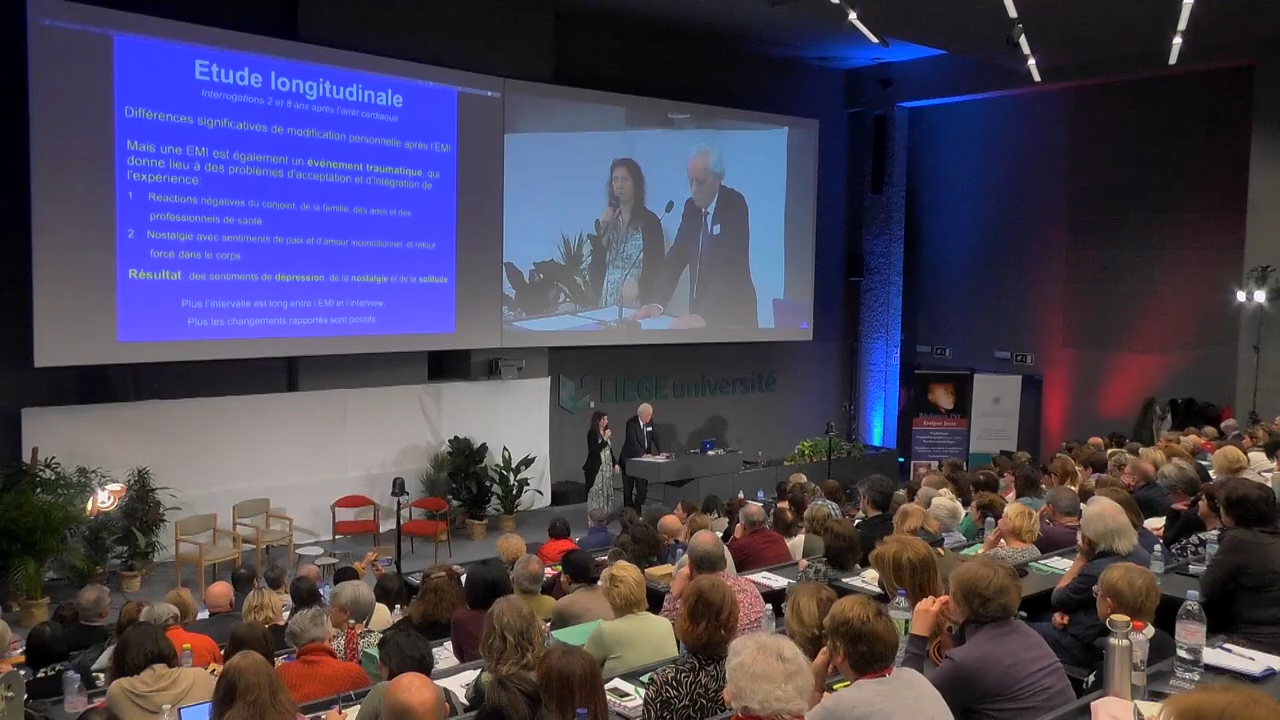 Etude longitudinale
Interrogations 2 et 8 ans après l'arrêt cardiaque
Différences significatives de modification personnelle après l'EMI
Mais une EMI est également un événement traumatique, qui
donne lieu à des problèmes d'acceptation et d'intégration de
l'expérience:
1 Réactions négatives du conjoint, de la famille, des amis et des
professionnels de santé.
2. Nostalgie avec sentiments de paix et d'amour inconditionnel, et retour
forcé dans le corps
Résultat des sentiments de dépression, de la nostalgie et de la solitude
Plus l'intervalle est long entre l'EMI et l'interview,
Plus les changements rapportés sont positifs.
LIÈGE université
Evelyne Josse